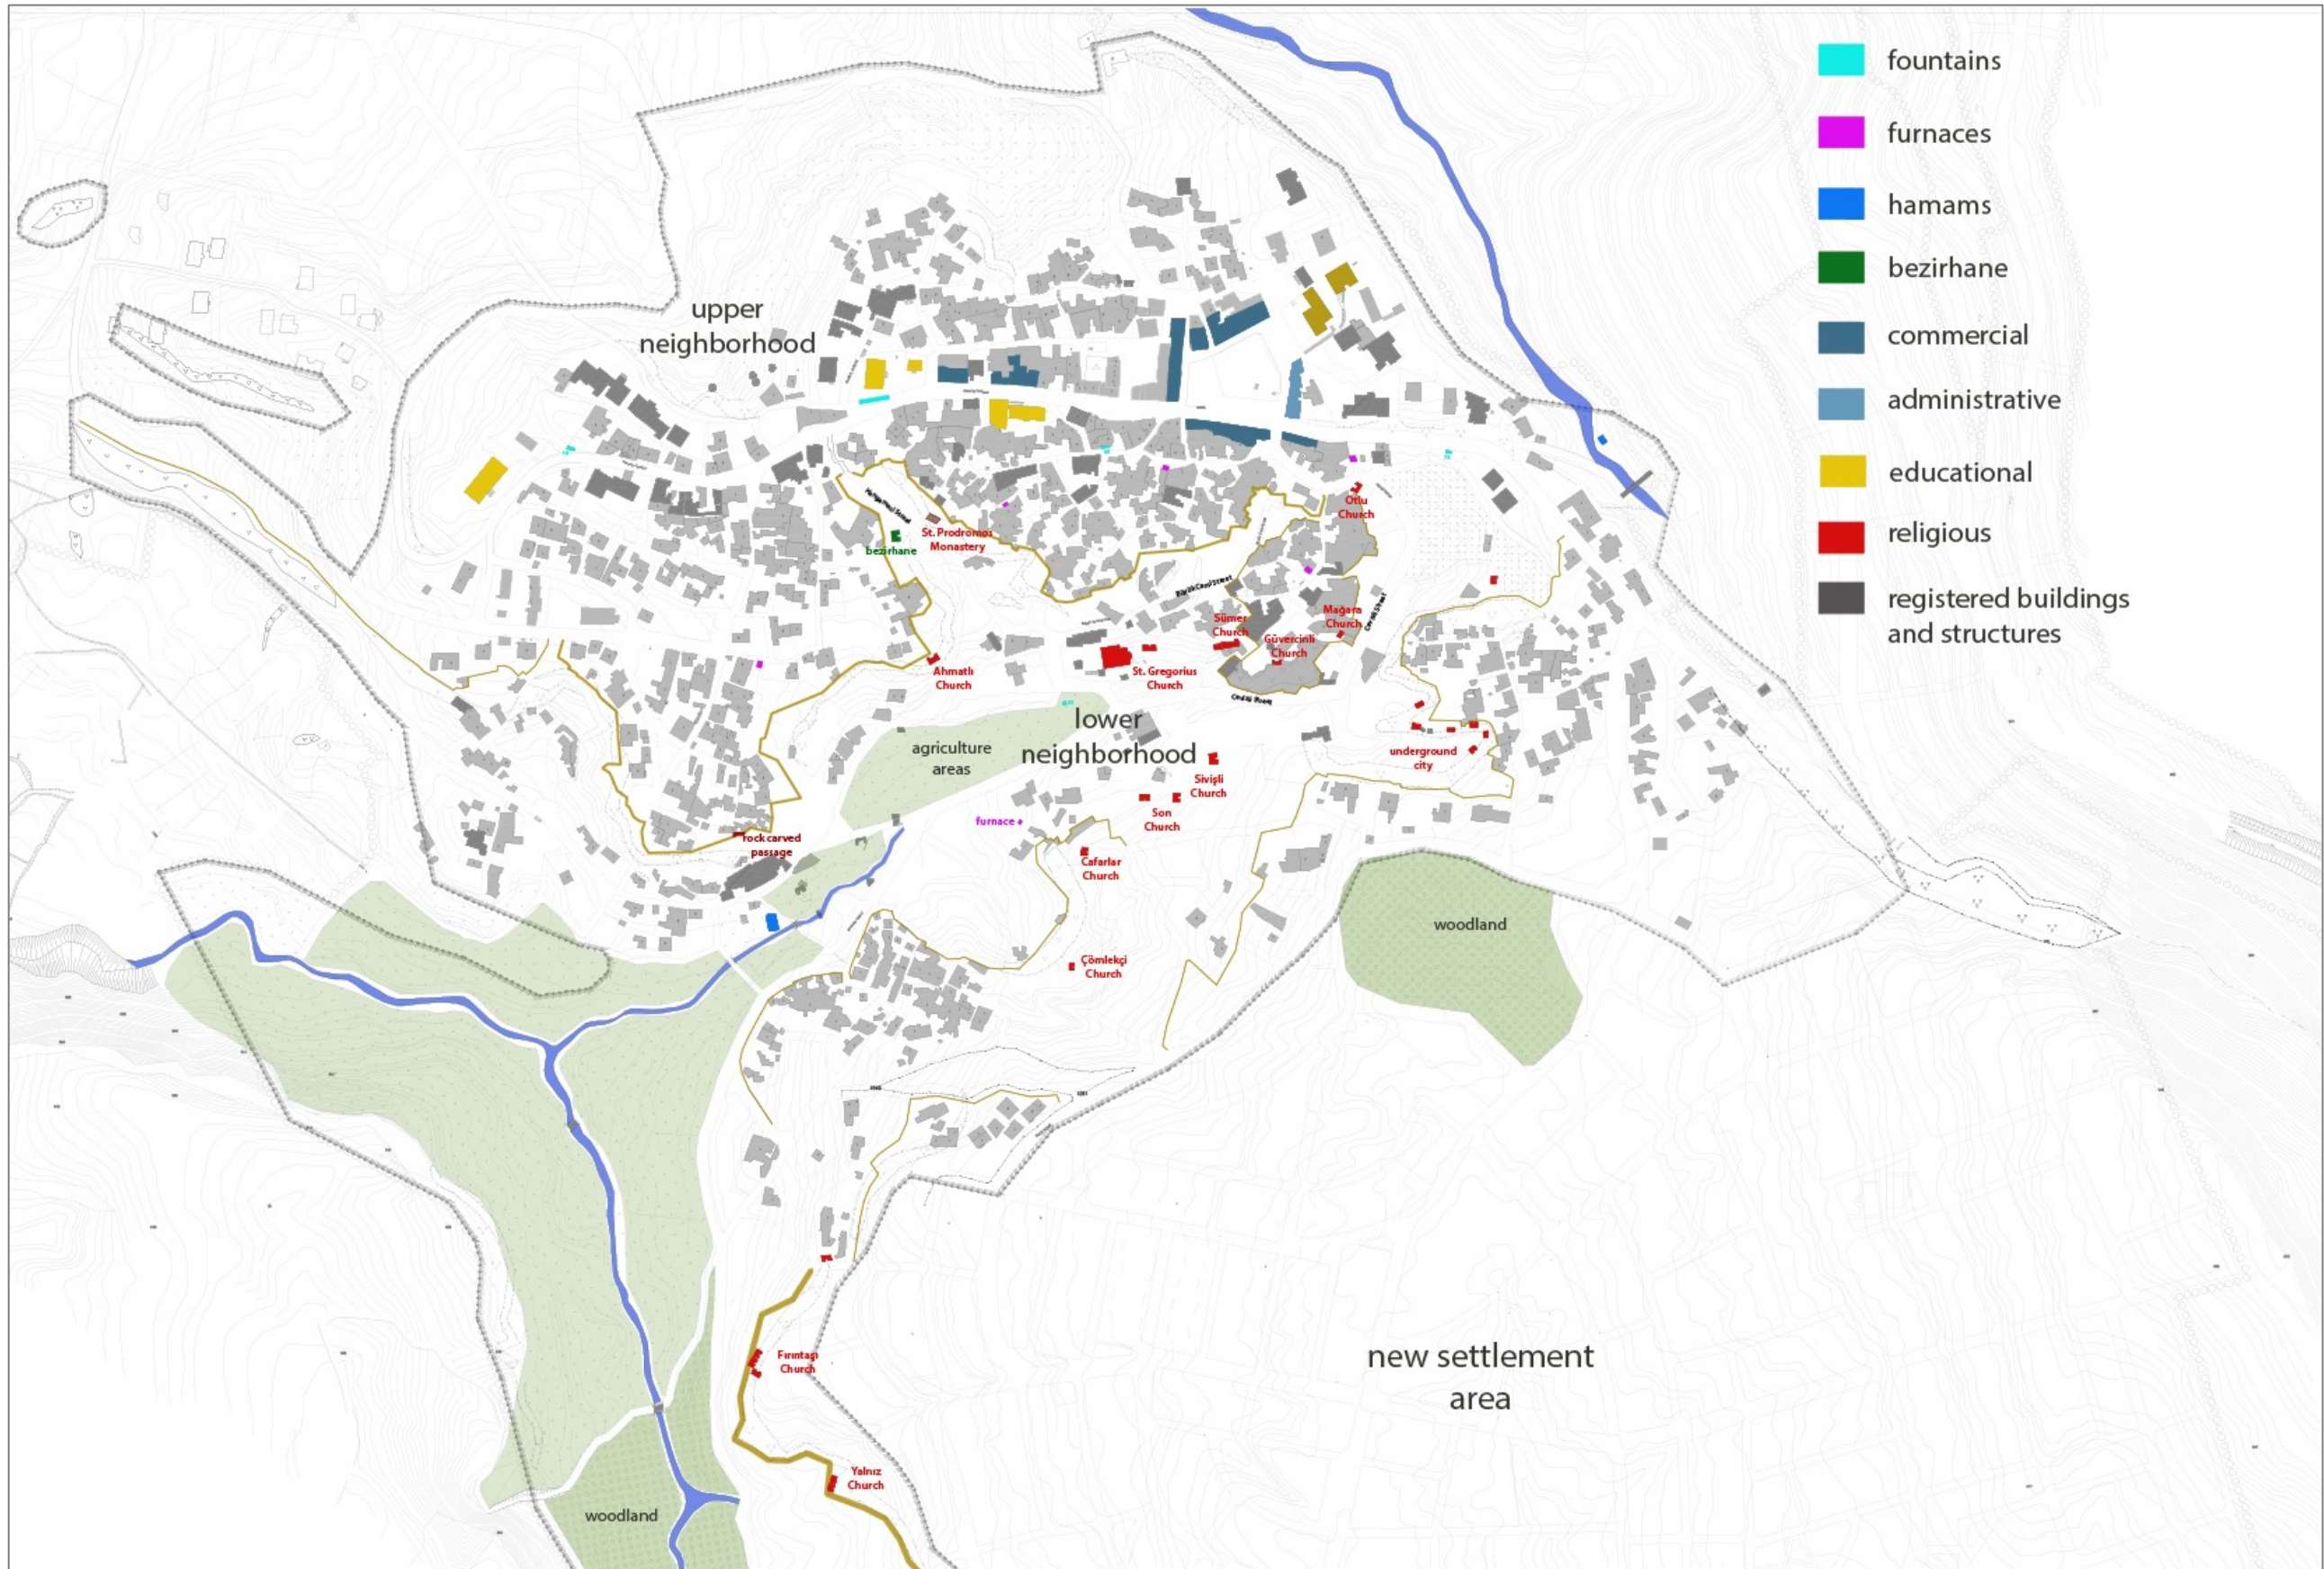 fountains
furnaces
hamams
bezirhane
commercial
administrative
educational
religious
registered buildings
and structures
upper
neighborhood
Otlu
Church
St. Prodromos
Monastery
bezirhane
Büyük Cami Street
Mağara
Church
Sümer
Church
Güvercinli
Church
Ahmatlı
Church
St. Gregorius
Church
lower
neighborhood
agriculture
areas
underground
city
Sivişli
Church
Son
Church
furnace
rock carved
passage
Cafarlar
Church
woodland
Çömlekçi
Church
new settlement
area
Fırıntaşı
Church
Yalnız
Church
woodland